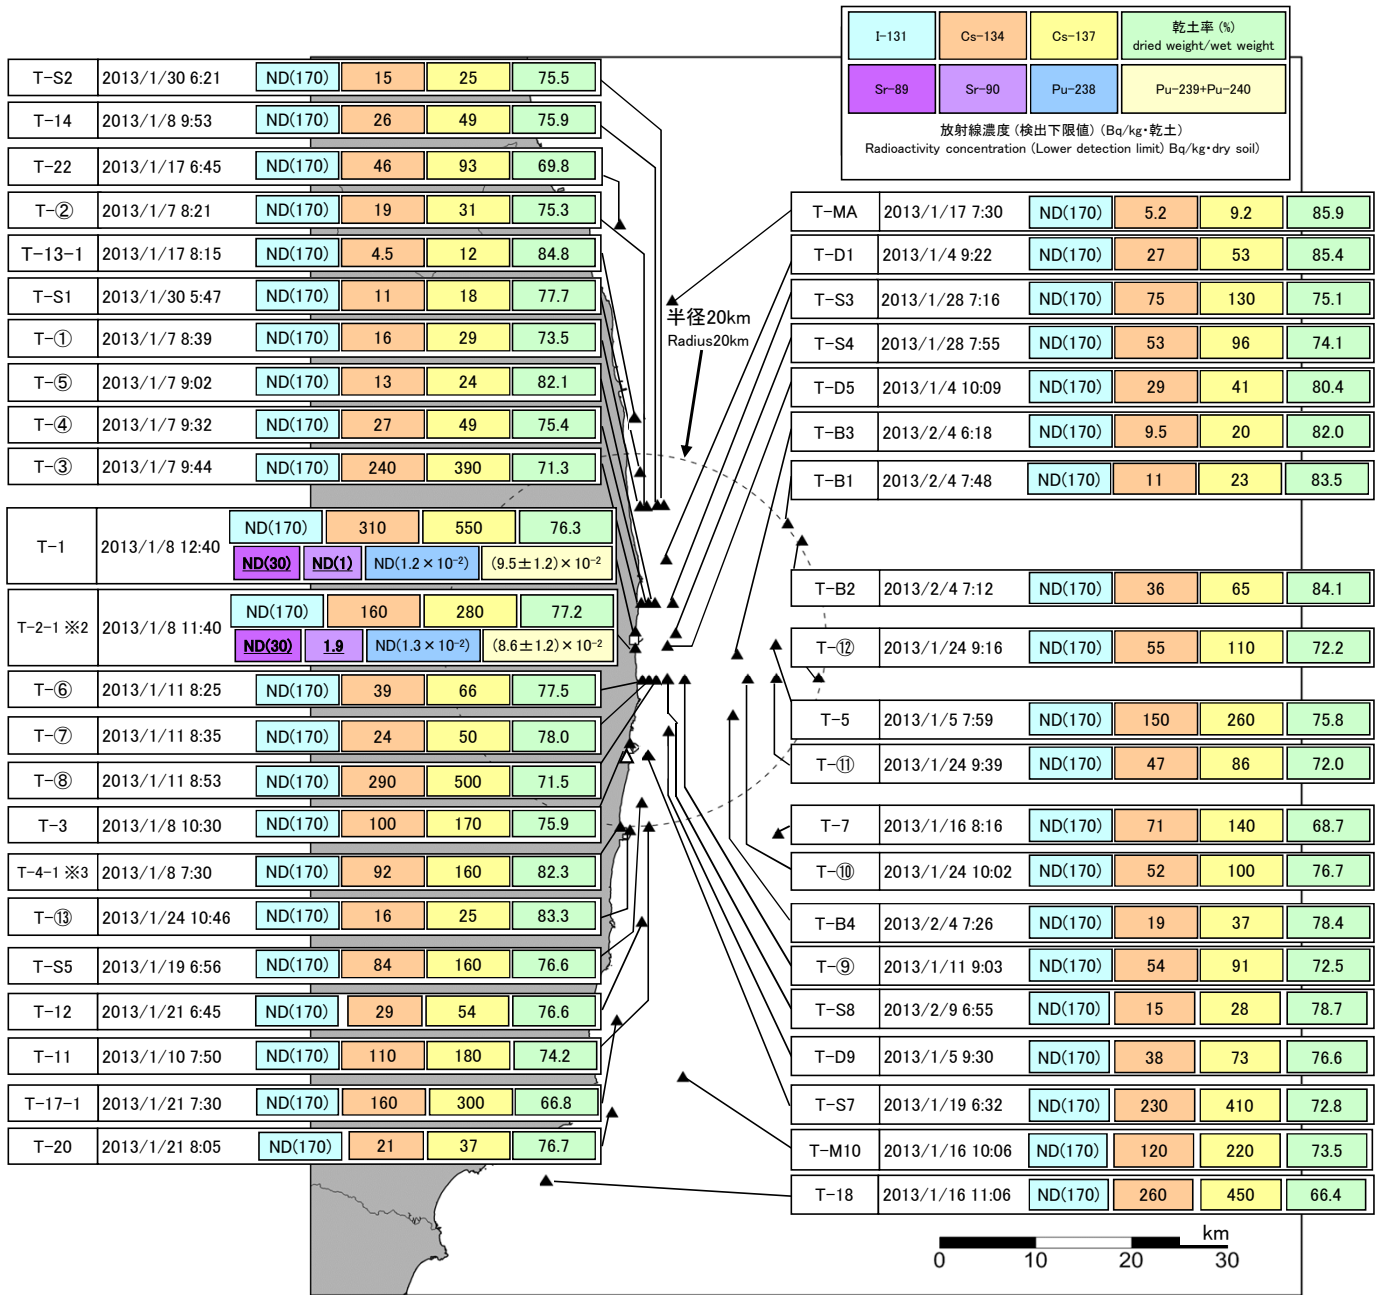 I-131 Cs-134 Cs-137 乾土率 (%)
dried weight/wet weight
Sr-89 Sr-90 Pu-238 Pu-239+Pu-240
放射線濃度 (検出下限値) (Bq/kg・乾土)
Radioactivity concentration (Lower detection limit) Bq/kg・dry soil)
T-S2 2013/1/30 6:21 ND(170) 15 25 75.5
T-14 2013/1/8 9:53 ND(170) 26 49 75.9
T-22 2013/1/17 6:45 ND(170) 46 93 69.8
T-② 2013/1/7 8:21 ND(170) 19 31 75.3
T-13-1 2013/1/17 8:15 ND(170) 4.5 12 84.8
T-S1 2013/1/30 5:47 ND(170) 11 18 77.7
T-① 2013/1/7 8:39 ND(170) 16 29 73.5
T-⑤ 2013/1/7 9:02 ND(170) 13 24 82.1
T-④ 2013/1/7 9:32 ND(170) 27 49 75.4
T-③ 2013/1/7 9:44 ND(170) 240 390 71.3
T-1 2013/1/8 12:40 ND(170) 310 550 76.3
ND(30) ND(1) ND(1.2×10⁻²) (9.5±1.2)×10⁻²
T-2-1 ※2 2013/1/8 11:40 ND(170) 160 280 77.2
ND(30) 1.9 ND(1.3×10⁻²) (8.6±1.2)×10⁻²
T-⑥ 2013/1/11 8:25 ND(170) 39 66 77.5
T-⑦ 2013/1/11 8:35 ND(170) 24 50 78.0
T-⑧ 2013/1/11 8:53 ND(170) 290 500 71.5
T-3 2013/1/8 10:30 ND(170) 100 170 75.9
T-4-1 ※3 2013/1/8 7:30 ND(170) 92 160 82.3
T-⑬ 2013/1/24 10:46 ND(170) 16 25 83.3
T-S5 2013/1/19 6:56 ND(170) 84 160 76.6
T-12 2013/1/21 6:45 ND(170) 29 54 76.6
T-11 2013/1/10 7:50 ND(170) 110 180 74.2
T-17-1 2013/1/21 7:30 ND(170) 160 300 66.8
T-20 2013/1/21 8:05 ND(170) 21 37 76.7
半径20km
Radius20km
T-MA 2013/1/17 7:30 ND(170) 5.2 9.2 85.9
T-D1 2013/1/4 9:22 ND(170) 27 53 85.4
T-S3 2013/1/28 7:16 ND(170) 75 130 75.1
T-S4 2013/1/28 7:55 ND(170) 53 96 74.1
T-D5 2013/1/4 10:09 ND(170) 29 41 80.4
T-B3 2013/2/4 6:18 ND(170) 9.5 20 82.0
T-B1 2013/2/4 7:48 ND(170) 11 23 83.5
T-B2 2013/2/4 7:12 ND(170) 36 65 84.1
T-⑫ 2013/1/24 9:16 ND(170) 55 110 72.2
T-5 2013/1/5 7:59 ND(170) 150 260 75.8
T-⑪ 2013/1/24 9:39 ND(170) 47 86 72.0
T-7 2013/1/16 8:16 ND(170) 71 140 68.7
T-⑩ 2013/1/24 10:02 ND(170) 52 100 76.7
T-B4 2013/2/4 7:26 ND(170) 19 37 78.4
T-⑨ 2013/1/11 9:03 ND(170) 54 91 72.5
T-S8 2013/2/9 6:55 ND(170) 15 28 78.7
T-D9 2013/1/5 9:30 ND(170) 38 73 76.6
T-S7 2013/1/19 6:32 ND(170) 230 410 72.8
T-M10 2013/1/16 10:06 ND(170) 120 220 73.5
T-18 2013/1/16 11:06 ND(170) 260 450 66.4
km
0 10 20 30